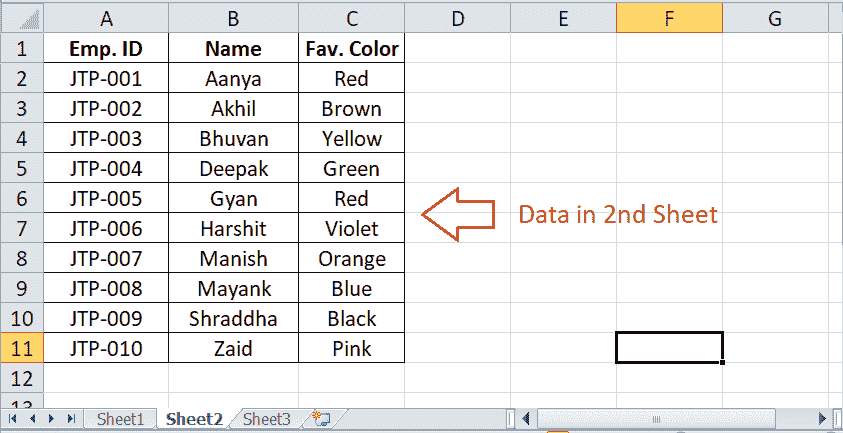 A B C D E F G
1 Emp. ID Name Fav. Color
2 JTP-001 Aanya Red
3 JTP-002 Akhil Brown
4 JTP-003 Bhuvan Yellow
5 JTP-004 Deepak Green
6 JTP-005 Gyan Red
Data in 2nd Sheet
7 JTP-006 Harshit Violet
8 JTP-007 Manish Orange
9 JTP-008 Mayank Blue
10 JTP-009 Shraddha Black
11 JTP-010 Zaid Pink
12
13
Sheet1 Sheet2 Sheet3